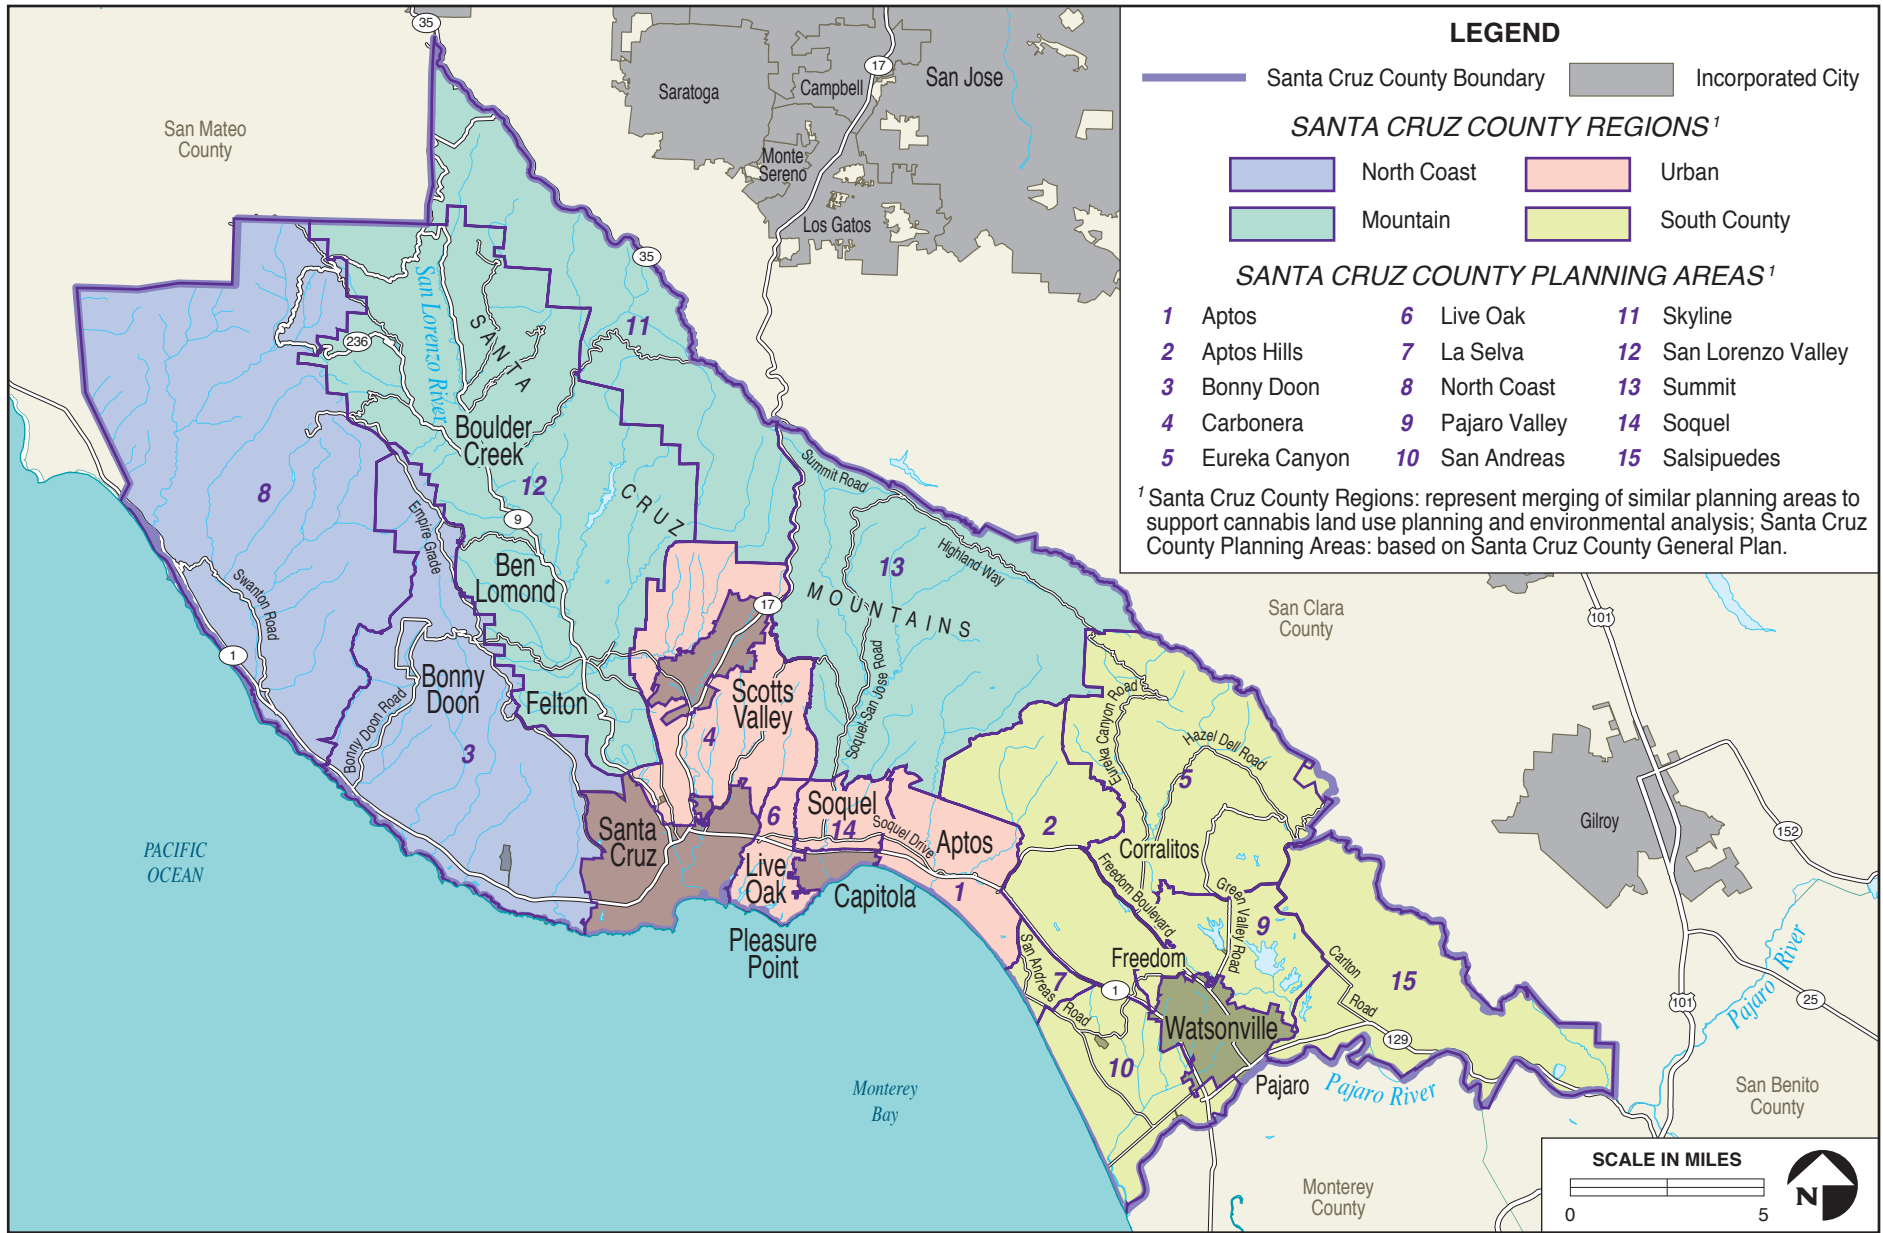 LEGEND
Santa Cruz County Boundary
Incorporated City
SANTA CRUZ COUNTY REGIONS¹
North Coast
Urban
Mountain
South County
SANTA CRUZ COUNTY PLANNING AREAS¹
1 Aptos
2 Aptos Hills
3 Bonny Doon
4 Carbonera
5 Eureka Canyon
6 Live Oak
7 La Selva
8 North Coast
9 Pajaro Valley
10 San Andreas
11 Skyline
12 San Lorenzo Valley
13 Summit
14 Soquel
15 Salsipuedes
¹ Santa Cruz County Regions: represent merging of similar planning areas to
support cannabis land use planning and environmental analysis; Santa Cruz
County Planning Areas: based on Santa Cruz County General Plan.
35
17
San Jose
Saratoga
Campbell
San Mateo
County
Monte
Sereno
Los Gatos
35
11
San Lorenzo River
SANTA
236
Boulder
Creek
12
8
CRUZ
Summit Road
9
Empire Grade
Highland Way
13
Ben
Lomond
MOUNTAINS
Swanton Road
17
San Clara
County
101
1
Bonny
Doon
Felton
Scotts
Valley
Soquel-San Jose Road
Eureka Canyon Road
Bonny Doon Road
3
4
Hazel Dell Road
5
Soquel
14
6
Soquel Drive
Aptos
2
Santa
Cruz
Live
Oak
Capitola
1
Corralitos
Freedom Boulevard
Green Valley Road
9
Gilroy
152
PACIFIC
OCEAN
Pleasure
Point
San Andreas
Road
7
Freedom
1
Carlton
Road
15
101
25
Pajaro
River
Watsonville
129
10
Pajaro
Pajaro River
Monterey
Bay
San Benito
County
Monterey
County
SCALE IN MILES
0
5
N